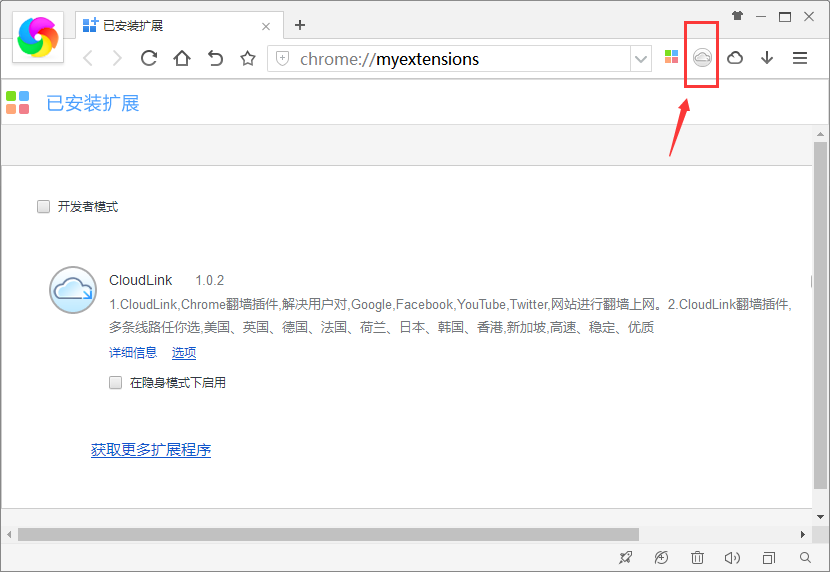 已安装扩展
chrome://myextensions
已安装扩展
开发者模式
CloudLink 1.0.2
1.CloudLink,Chrome翻墙插件,解决用户对,Google,Facebook,YouTube,Twitter,网站进行翻墙上网。2.CloudLink翻墙插件,
多条线路任你选,美国、英国、德国、法国、荷兰、日本、韩国、香港,新加坡,高速、稳定、优质
详细信息 选项
在隐身模式下启用
获取更多扩展程序